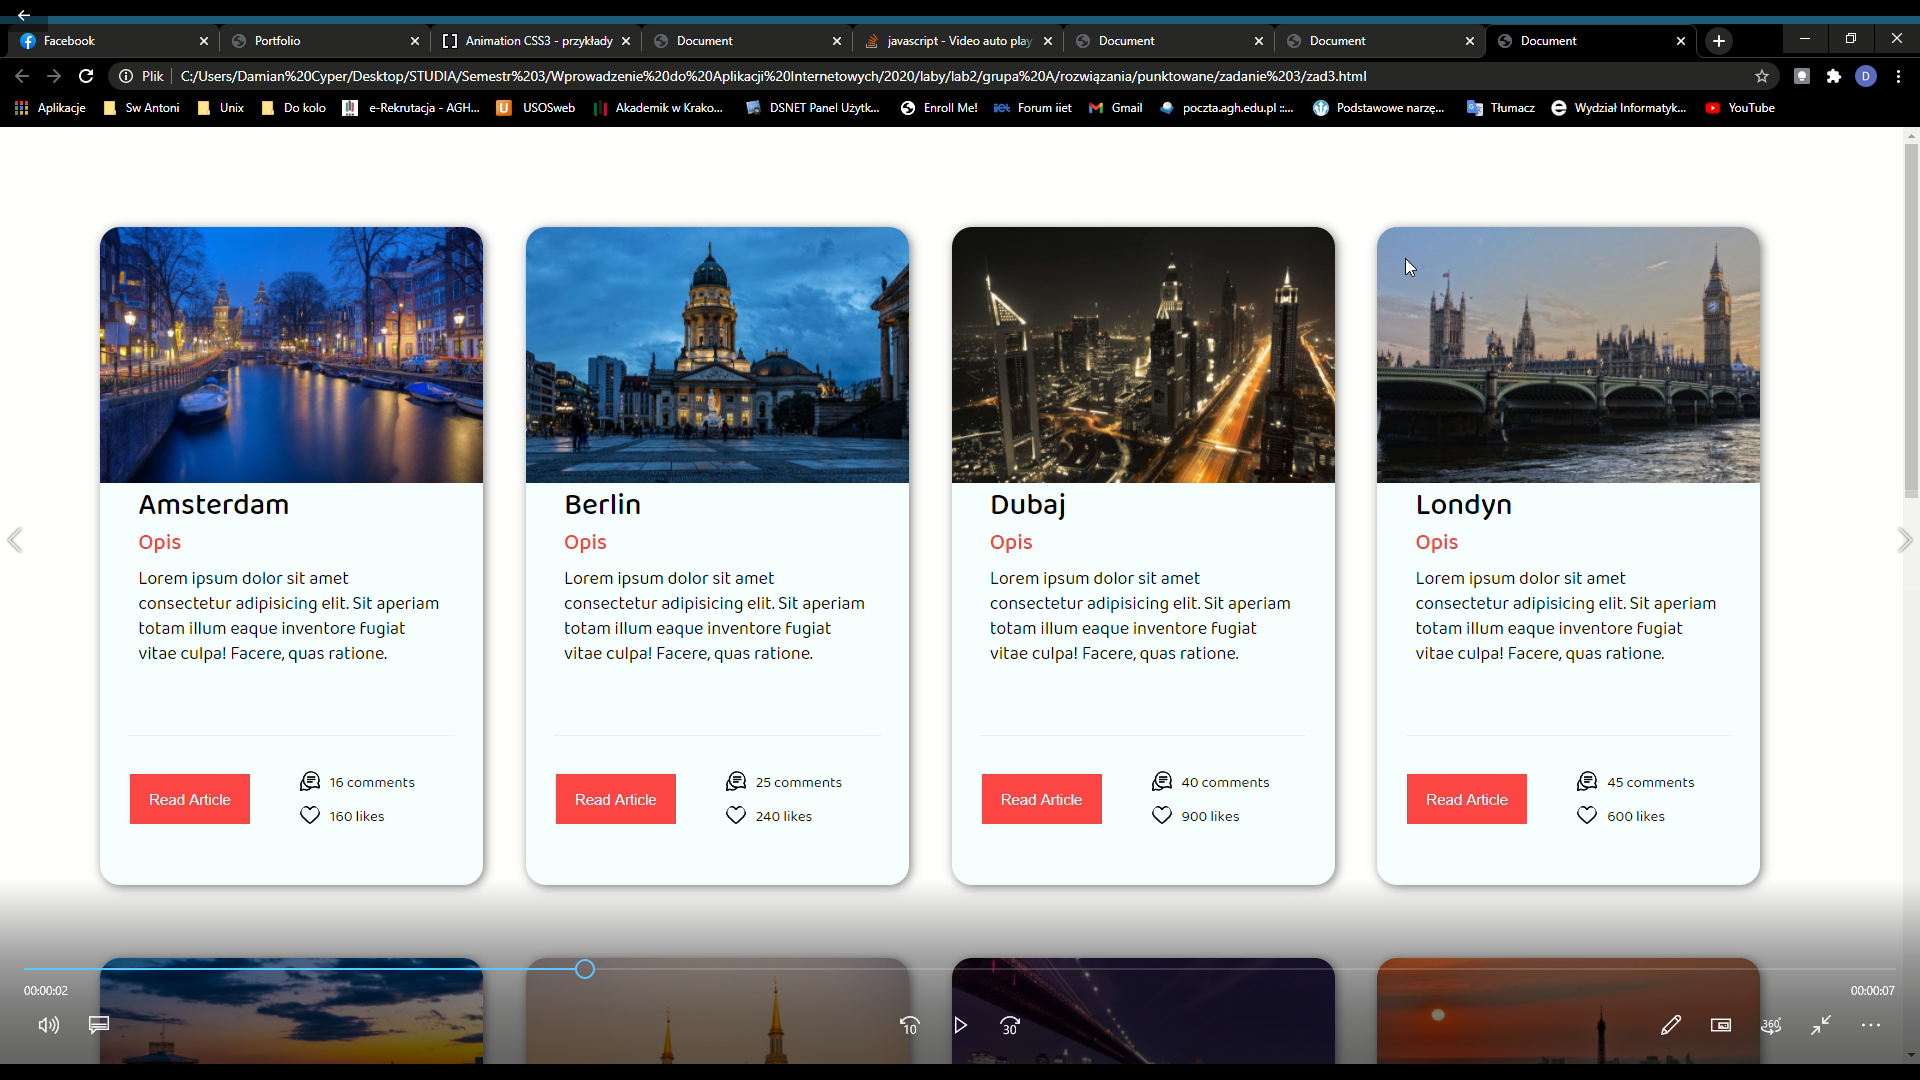 Facebook
Portfolio
Animation CSS3 - przykłady
Document
javascript - Video auto play
Document
Document
Document
Plik
C:/Users/Damian%20Cyper/Desktop/STUDIA/Semestr%203/Wprowadzenie%20do%20Aplikacji%20Internetowych/2020/laby/lab2/grupa%20A/rozwiązania/punktowane/zadanie%203/zad3.html
D
Aplikacje
Sw Antoni
Unix
Do kolo
e-Rekrutacja - AGH...
USOSweb
Akademik w Krako...
DSNET Panel Użytk...
Enroll Me!
Forum iiet
Gmail
poczta.agh.edu.pl ::...
Podstawowe narzę...
Tłumacz
Wydział Informatyk...
YouTube
Amsterdam
Opis
Lorem ipsum dolor sit amet
consectetur adipisicing elit. Sit aperiam
totam illum eaque inventore fugiat
vitae culpa! Facere, quas ratione.
Read Article
16 comments
160 likes
Berlin
Opis
Lorem ipsum dolor sit amet
consectetur adipisicing elit. Sit aperiam
totam illum eaque inventore fugiat
vitae culpa! Facere, quas ratione.
Read Article
25 comments
240 likes
Dubaj
Opis
Lorem ipsum dolor sit amet
consectetur adipisicing elit. Sit aperiam
totam illum eaque inventore fugiat
vitae culpa! Facere, quas ratione.
Read Article
40 comments
900 likes
Londyn
Opis
Lorem ipsum dolor sit amet
consectetur adipisicing elit. Sit aperiam
totam illum eaque inventore fugiat
vitae culpa! Facere, quas ratione.
Read Article
45 comments
600 likes
00:00:02
00:00:07
10
30
360